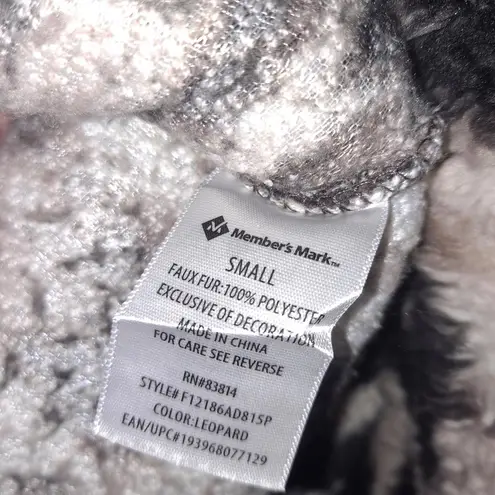 Member's Mark™
SMALL
FAUX FUR:100% POLYESTER
EXCLUSIVE OF DECORATION
MADE IN CHINA
FOR CARE SEE REVERSE
RN#83814
STYLE# F12186AD815P
COLOR:LEOPARD
EAN/UPC#193968077129